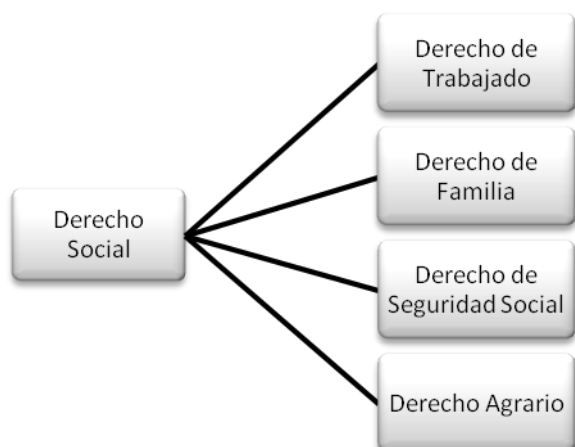 Derecho
Social
Derecho de
Trabajado
Derecho de
Familia
Derecho de
Seguridad Social
Derecho Agrario